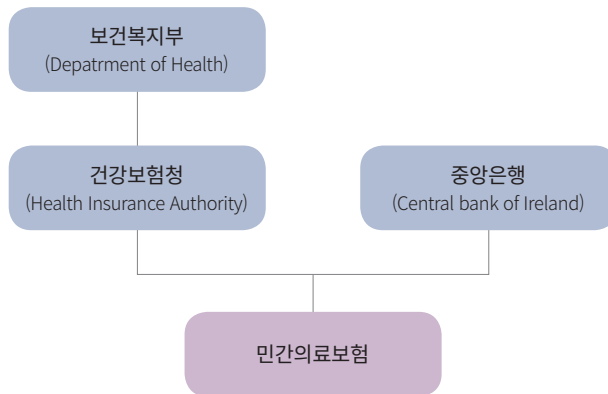 보건복지부
(Depatrment of Health)
건강보험청
(Health Insurance Authority)
중앙은행
(Central bank of Ireland)
민간의료보험